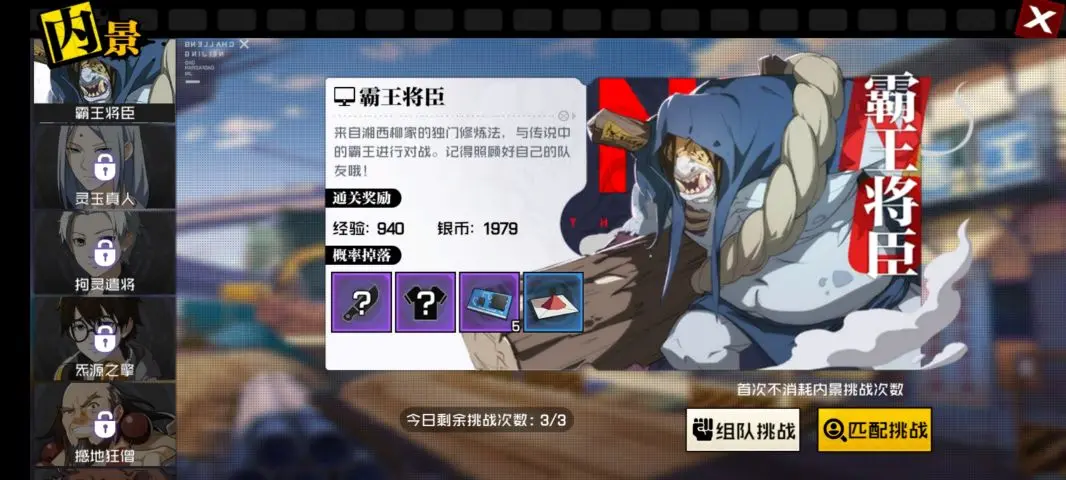 内景
霸王将臣
灵玉真人
拘灵遣将
炁源之擎
撼地狂僧
霸王将臣
来自湘西柳家的独门修炼法，与传说中
的霸王进行对战。记得照顾好自己的队
友哦！
通关奖励
经验: 940 银币: 1979
概率掉落
5
霸王将臣
今日剩余挑战次数: 3/3
首次不消耗内景挑战次数
组队挑战
匹配挑战